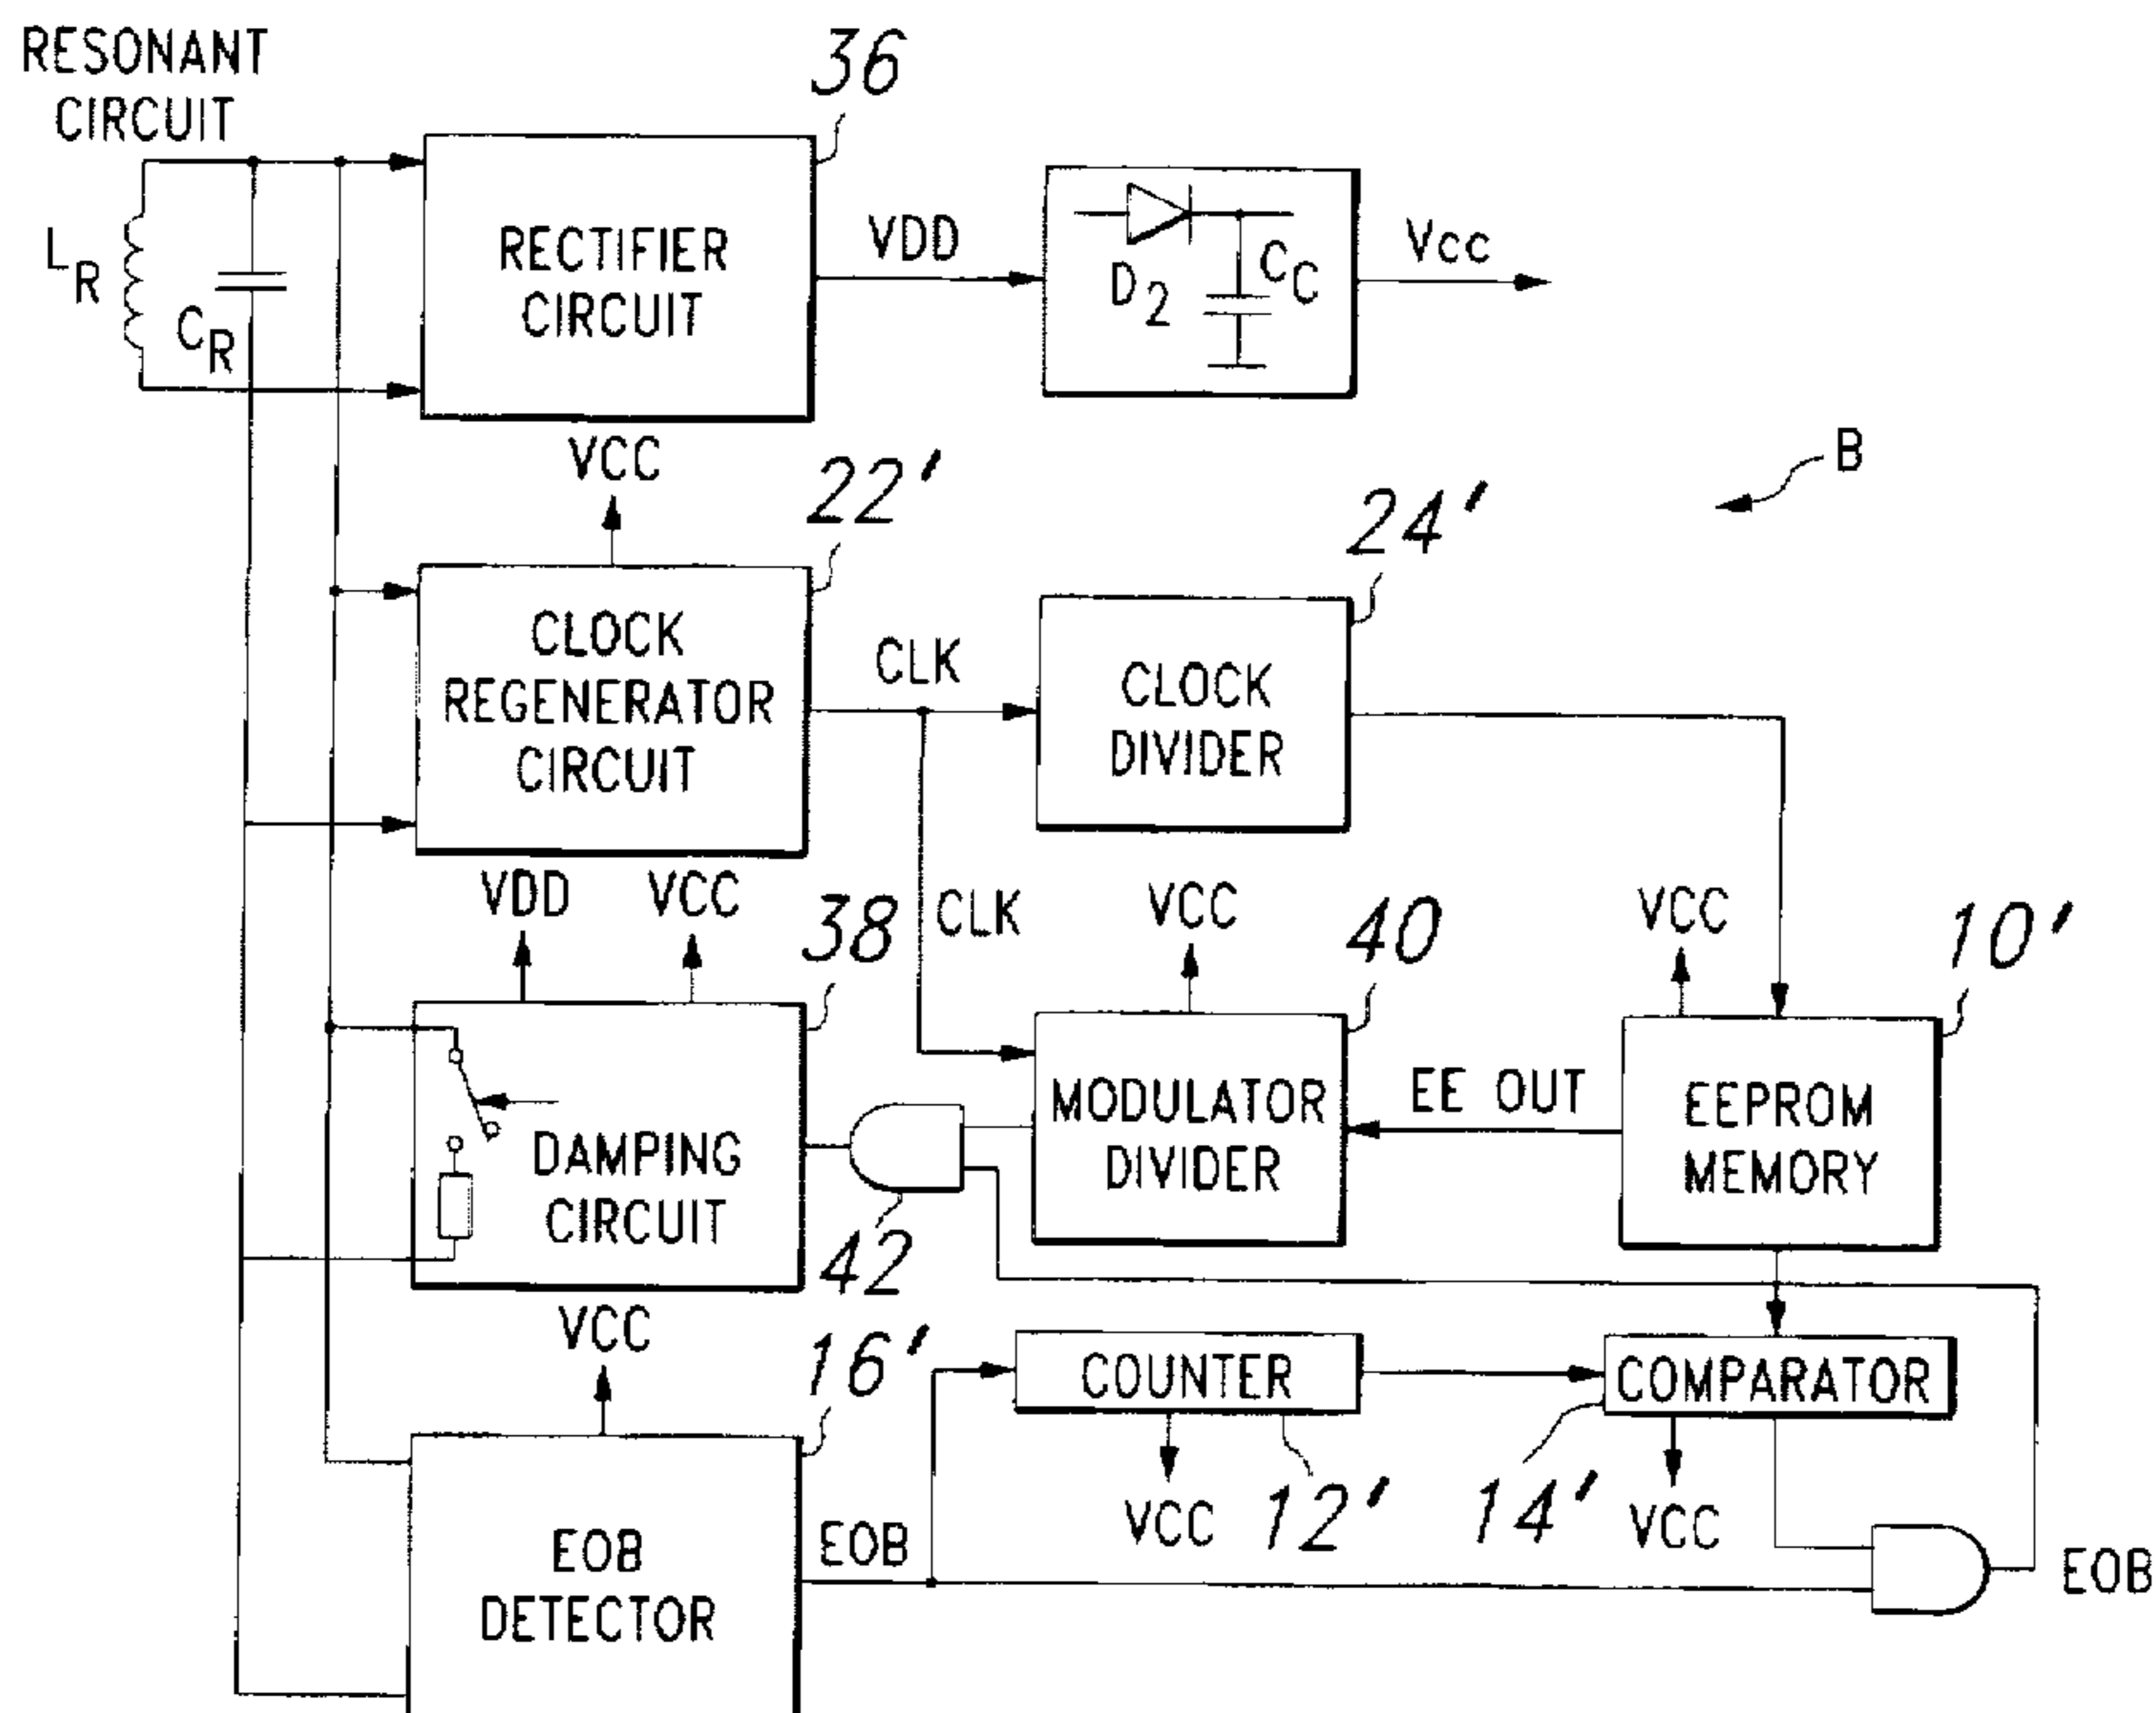 RESONANT
CIRCUIT
36
LR
CR
RECTIFIER
CIRCUIT
VDD
D2
CC
Vcc
B
VCC
22'
CLOCK
REGENERATOR
CIRCUIT
CLK
24'
CLOCK
DIVIDER
VDD
VCC
38
CLK
VCC
40
VCC
10'
DAMPING
CIRCUIT
42
MODULATOR
DIVIDER
EE OUT
EEPROM
MEMORY
VCC
16'
COUNTER
COMPARATOR
VCC
12'
14'
VCC
EOB
DETECTOR
EOB
EOB